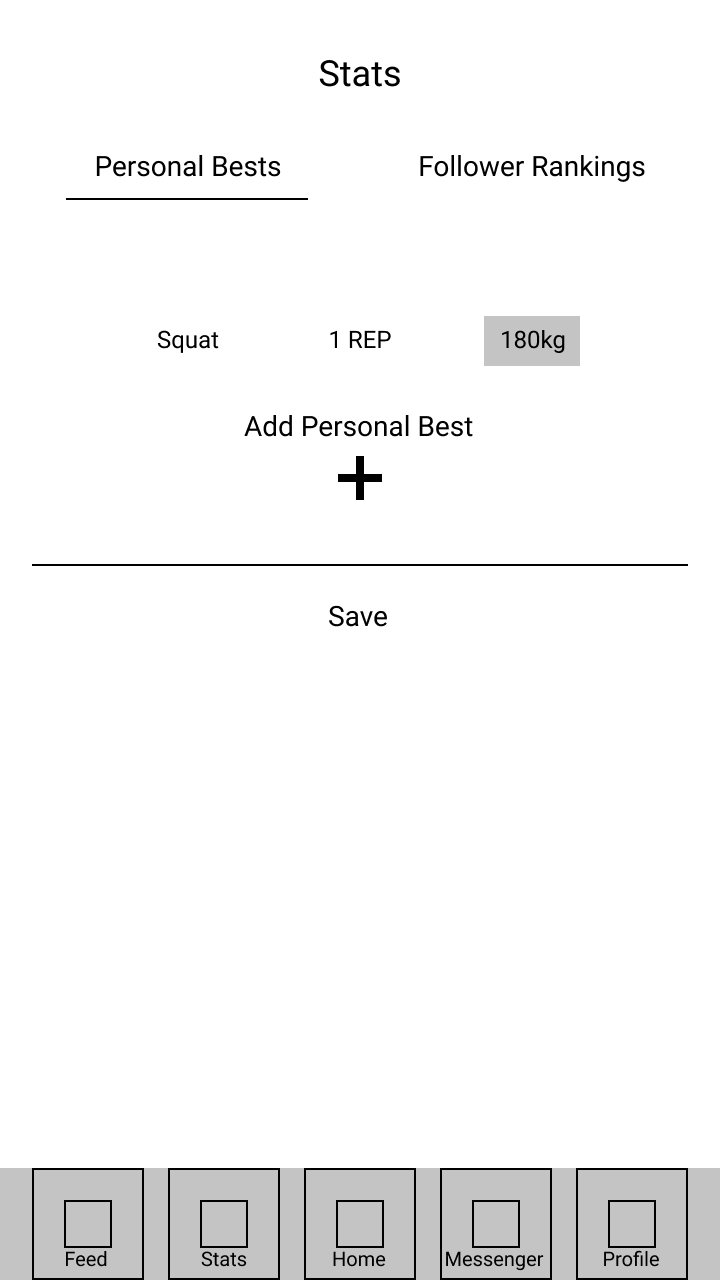 Stats
Personal Bests Follower Rankings
Squat 1 REP 180kg
Add Personal Best
Save
Feed Stats Home Messenger Profile